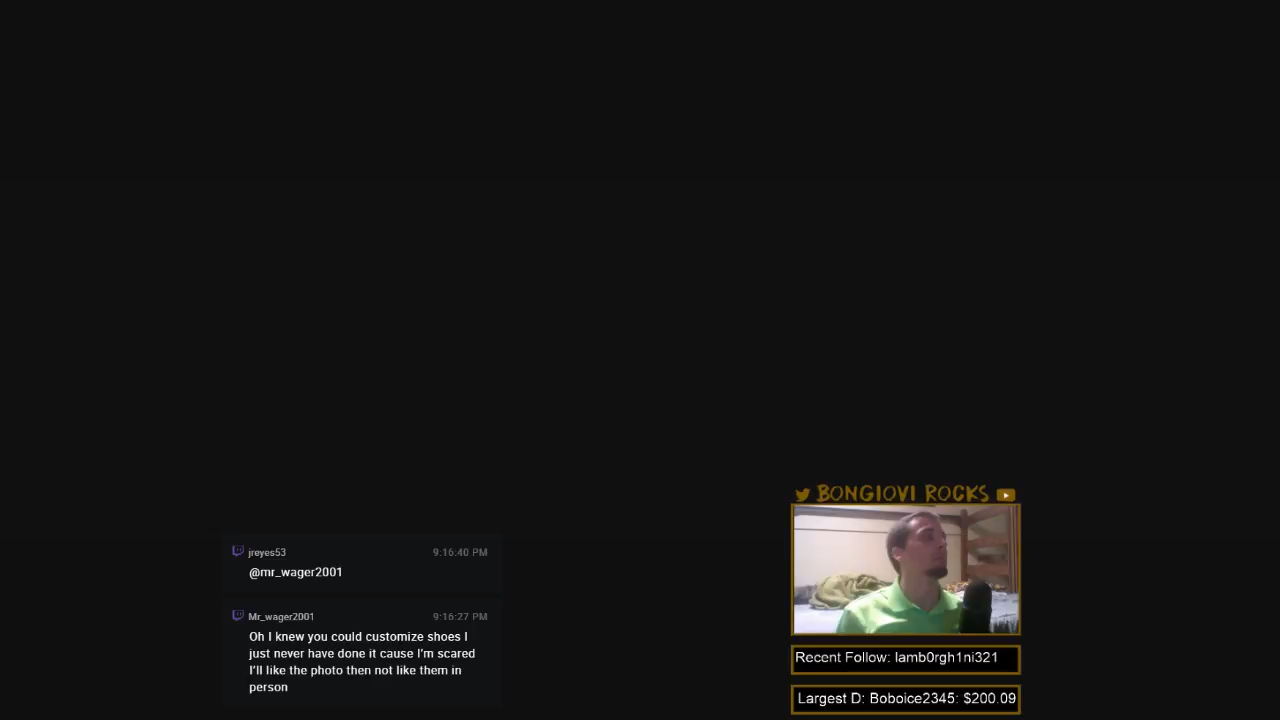 BONGIOVI ROCKS
jreyes53 9:16:40 PM
@mr_wager2001
Mr_wager2001 9:16:27 PM
Oh I knew you could customize shoes I
just never have done it cause I'm scared
I'll like the photo then not like them in
person
Recent Follow: lamb0rgh1ni321
Largest D: Boboice2345: $200.09